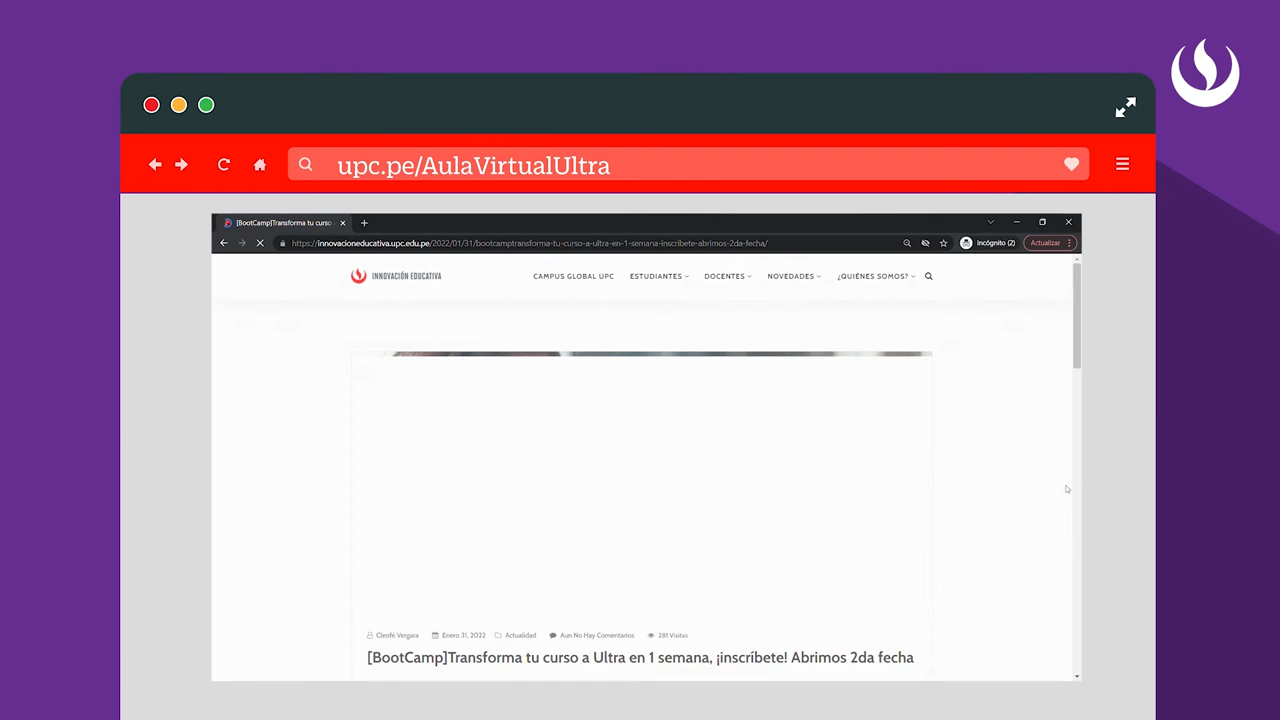 upc.pe/AulaVirtualUltra
[BootCamp]Transforma tu curso
https://innovacioneducativa.upc.edu.pe/2022/01/31/bootcamptransforma-tu-curso-a-ultra-en-1-semana-inscribete-abrimos-2da-fecha/
Incógnito (2)
Actualizar
INNOVACIÓN EDUCATIVA
CAMPUS GLOBAL UPC ESTUDIANTES DOCENTES NOVEDADES ¿QUIÉNES SOMOS?
Cleofé Vergara Enero 31, 2022 Actualidad Aun No Hay Comentarios 281 Visitas
[BootCamp]Transforma tu curso a Ultra en 1 semana, ¡inscríbete! Abrimos 2da fecha